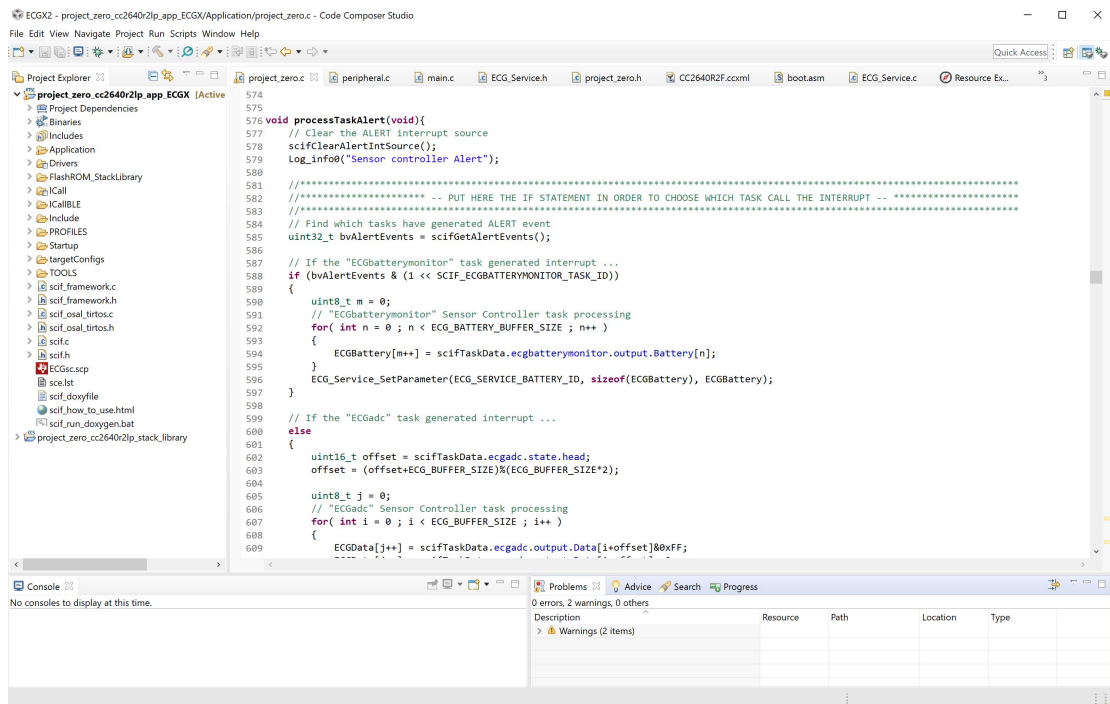 ECGX2 - project_zero_cc2640r2lp_app_ECGX/Application/project_zero.c - Code Composer Studio
File Edit View Navigate Project Run Scripts Window Help
Quick Access
Project Explorer
project_zero_cc2640r2lp_app_ECGX [Active
Project Dependencies
Binaries
Includes
Application
Drivers
FlashROM_StackLibrary
ICall
ICallBLE
Include
PROFILES
Startup
targetConfigs
TOOLS
scif_framework.c
scif_framework.h
scif_osal_tirtos.c
scif_osal_tirtos.h
scif.c
scif.h
ECGsc.scp
sce.lst
scif_doxyfile
scif_how_to_use.html
scif_run_doxygen.bat
project_zero_cc2640r2lp_stack_library
project_zero.c peripheral.c main.c ECG_Service.h project_zero.h CC2640R2F.ccxml boot.asm ECG_Service.c Resource Ex... »3
574
575
576 void processTaskAlert(void){
577 // Clear the ALERT interrupt source
578 scifClearAlertIntSource();
579 Log_info0("Sensor controller Alert");
580
581 //****************************************************************************************************************************
582 //********************* -- PUT HERE THE IF STATEMENT IN ORDER TO CHOOSE WHICH TASK CALL THE INTERRUPT -- *********************
583 //****************************************************************************************************************************
584 // Find which tasks have generated ALERT event
585 uint32_t bvAlertEvents = scifGetAlertEvents();
586
587 // If the "ECGbatterymonitor" task generated interrupt ...
588 if (bvAlertEvents & (1 << SCIF_ECGBATTERYMONITOR_TASK_ID))
589 {
590 uint8_t m = 0;
591 // "ECGbatterymonitor" Sensor Controller task processing
592 for( int n = 0 ; n < ECG_BATTERY_BUFFER_SIZE ; n++ )
593 {
594 ECGBattery[m++] = scifTaskData.ecgbatterymonitor.output.Battery[n];
595 }
596 ECG_Service_SetParameter(ECG_SERVICE_BATTERY_ID, sizeof(ECGBattery), ECGBattery);
597 }
598
599 // If the "ECGadc" task generated interrupt ...
600 else
601 {
602 uint16_t offset = scifTaskData.ecgadc.state.head;
603 offset = (offset+ECG_BUFFER_SIZE)%(ECG_BUFFER_SIZE*2);
604
605 uint8_t j = 0;
606 // "ECGadc" Sensor Controller task processing
607 for( int i = 0 ; i < ECG_BUFFER_SIZE ; i++ )
608 {
609 ECGData[j++] = scifTaskData.ecgadc.output.Data[i+offset]&0xFF;
Console
No consoles to display at this time.
Problems Advice Search Progress
0 errors, 2 warnings, 0 others
Description Resource Path Location Type
Warnings (2 items)